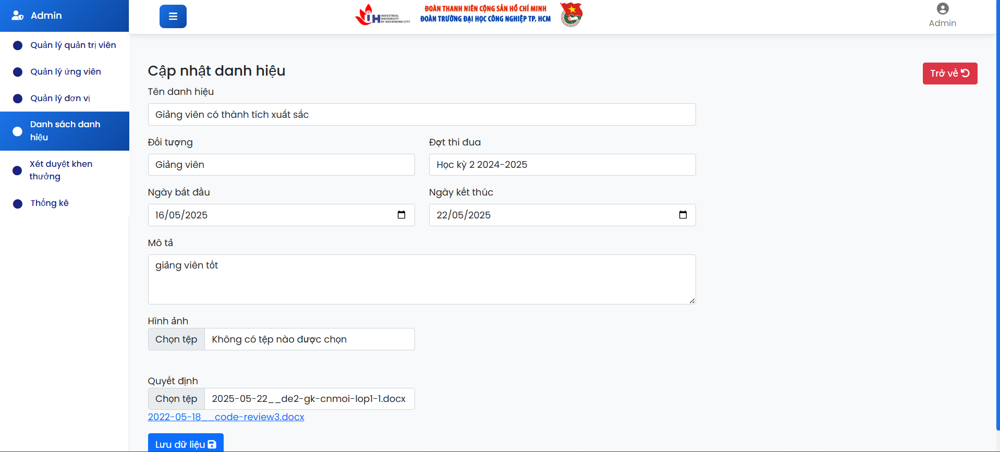 Admin
INDUSTRIAL
UNIVERSITY
OF HOCHIMINH CITY
ĐOÀN THANH NIÊN CỘNG SẢN HỒ CHÍ MINH
ĐOÀN TRƯỜNG ĐẠI HỌC CÔNG NGHIỆP TP. HCM
Admin
Quản lý quản trị viên
Quản lý ứng viên
Quản lý đơn vị
Danh sách danh
hiệu
Xét duyệt khen
thưởng
Thống kê
Cập nhật danh hiệu
Trở về
Tên danh hiệu
Giảng viên có thành tích xuất sắc
Đối tượng
Đợt thi đua
Giảng viên
Học kỳ 2 2024-2025
Ngày bắt đầu
Ngày kết thúc
16/05/2025
22/05/2025
Mô tả
giảng viên tốt
Hình ảnh
Chọn tệp Không có tệp nào được chọn
Quyết định
Chọn tệp 2025-05-22__de2-gk-cnmoi-lop1-1.docx
2022-05-18__code-review3.docx
Lưu dữ liệu